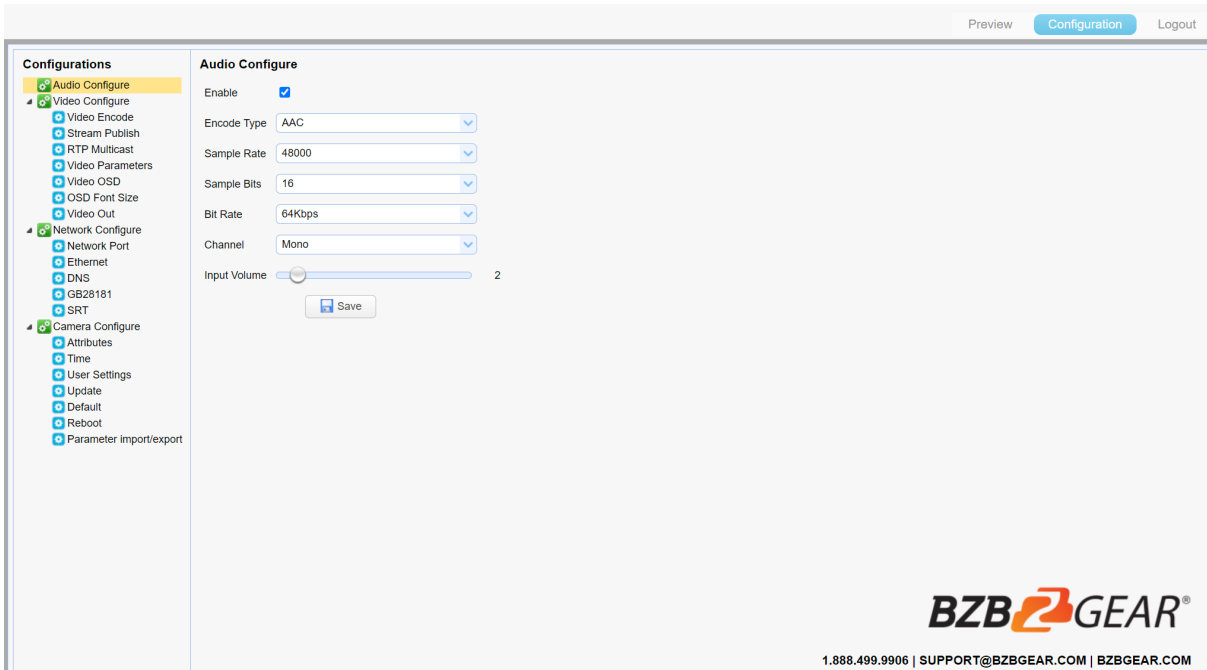 Preview Configuration Logout
Configurations
Audio Configure
Video Configure
Video Encode
Stream Publish
RTP Multicast
Video Parameters
Video OSD
OSD Font Size
Video Out
Network Configure
Network Port
Ethernet
DNS
GB28181
SRT
Camera Configure
Attributes
Time
User Settings
Update
Default
Reboot
Parameter import/export
Audio Configure
Enable
Encode Type AAC
Sample Rate 48000
Sample Bits 16
Bit Rate 64Kbps
Channel Mono
Input Volume 2
Save
BZBGEAR®
1.888.499.9906 | SUPPORT@BZBGEAR.COM | BZBGEAR.COM